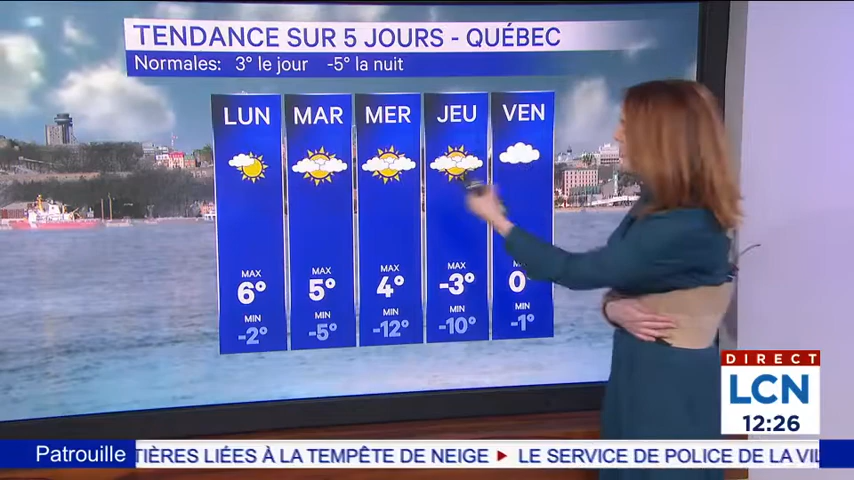 TENDANCE SUR 5 JOURS - QUÉBEC
Normales: 3° le jour -5° la nuit
LUN MAR MER JEU VEN
MAX MAX MAX MAX
6° 5° 4° -3° 0
MIN MIN MIN MIN MIN
-2° -5° -12° -10° -1°
DIRECT
LCN
12:26
Patrouille TIÈRES LIÉES À LA TEMPÊTE DE NEIGE ▶ LE SERVICE DE POLICE DE LA VIL